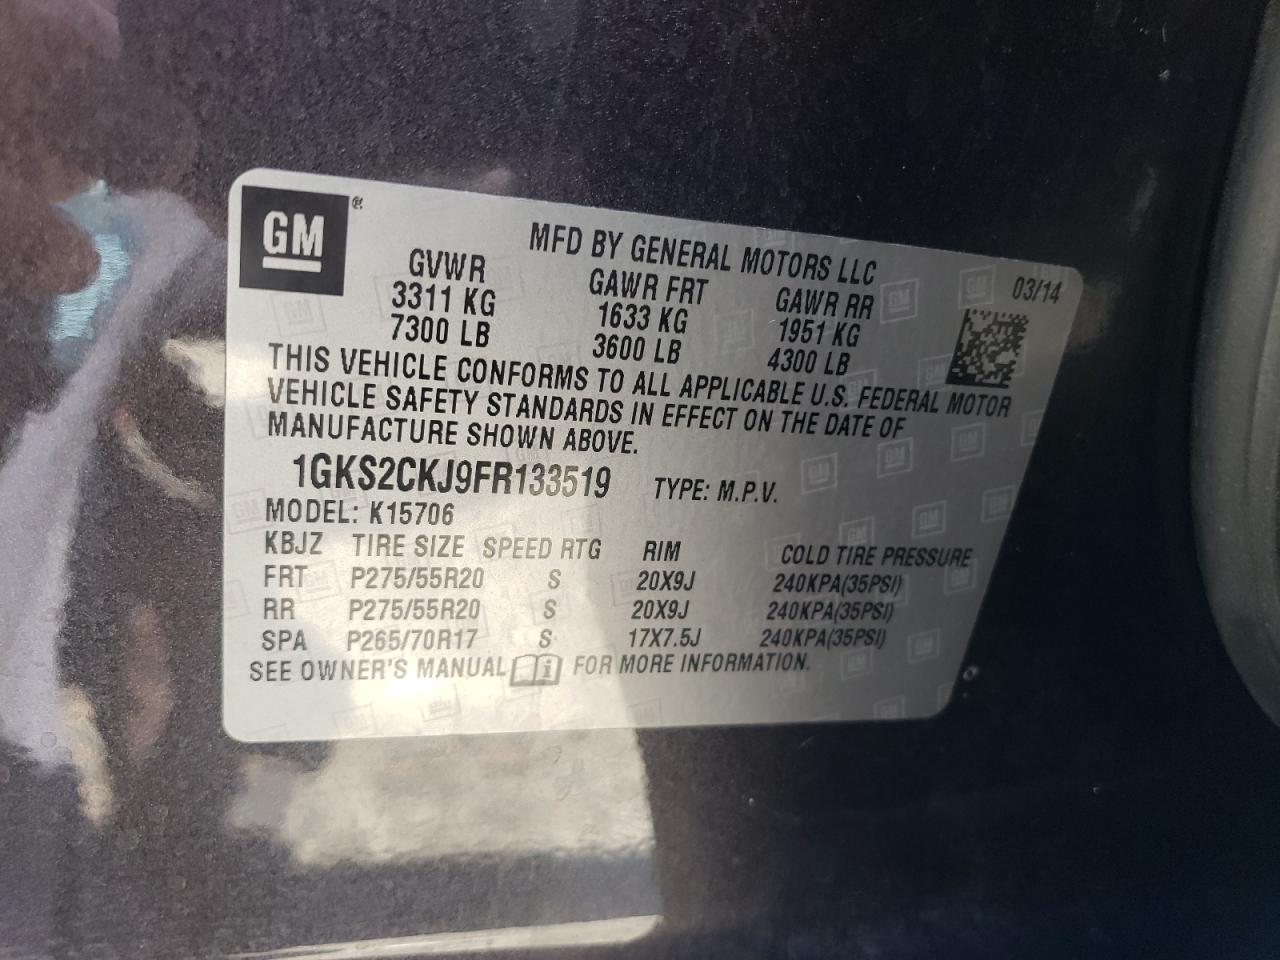 GM®
MFD BY GENERAL MOTORS LLC
03/14
GVWR GAWR FRT GAWR RR
3311 KG 1633 KG 1951 KG
7300 LB 3600 LB 4300 LB
THIS VEHICLE CONFORMS TO ALL APPLICABLE U.S. FEDERAL MOTOR
VEHICLE SAFETY STANDARDS IN EFFECT ON THE DATE OF
MANUFACTURE SHOWN ABOVE.
1GKS2CKJ9FR133519 TYPE: M.P.V.
MODEL: K15706
KBJZ TIRE SIZE SPEED RTG RIM COLD TIRE PRESSURE
FRT P275/55R20 S 20X9J 240KPA(35PSI)
RR P275/55R20 S 20X9J 240KPA(35PSI)
SPA P265/70R17 S 17X7.5J 240KPA(35PSI)
SEE OWNER'S MANUAL i FOR MORE INFORMATION.